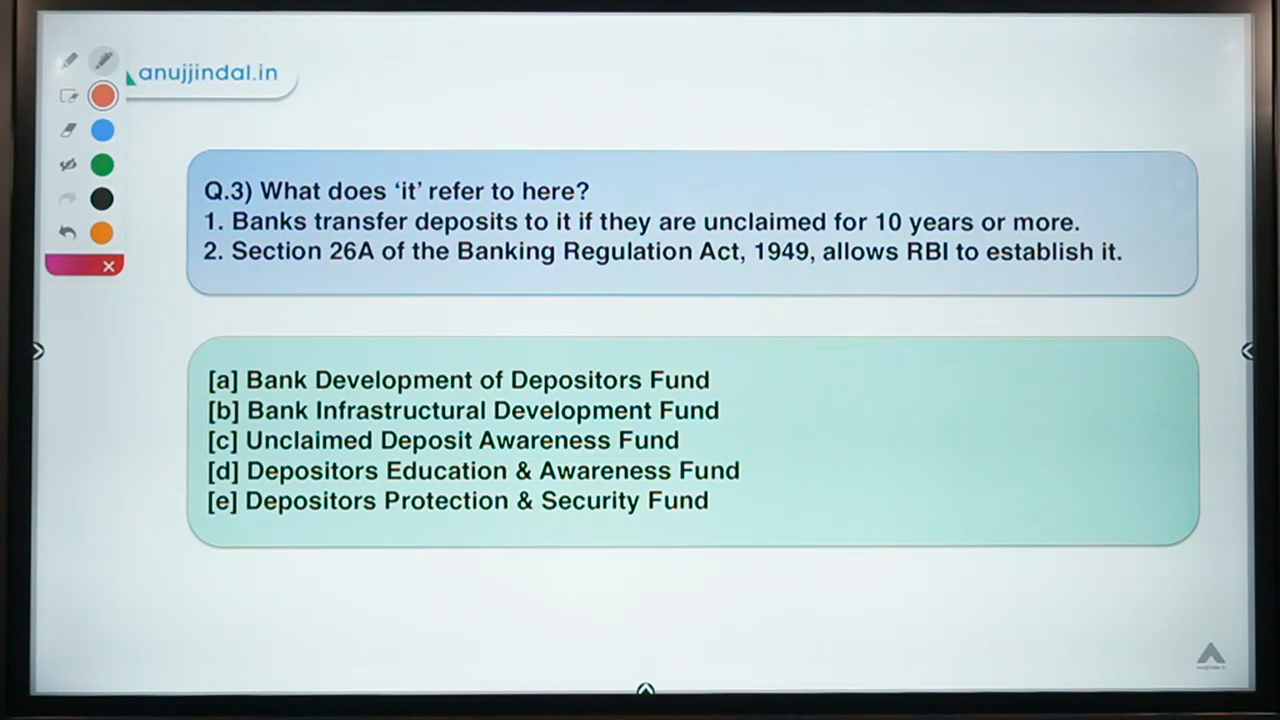 anujjindal.in
Q.3) What does ‘it’ refer to here?
1. Banks transfer deposits to it if they are unclaimed for 10 years or more.
2. Section 26A of the Banking Regulation Act, 1949, allows RBI to establish it.
[a] Bank Development of Depositors Fund
[b] Bank Infrastructural Development Fund
[c] Unclaimed Deposit Awareness Fund
[d] Depositors Education & Awareness Fund
[e] Depositors Protection & Security Fund